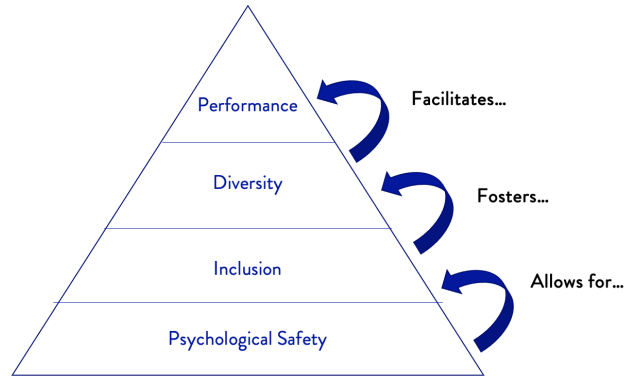 Performance
Facilitates...
Diversity
Fosters...
Inclusion
Allows for...
Psychological Safety